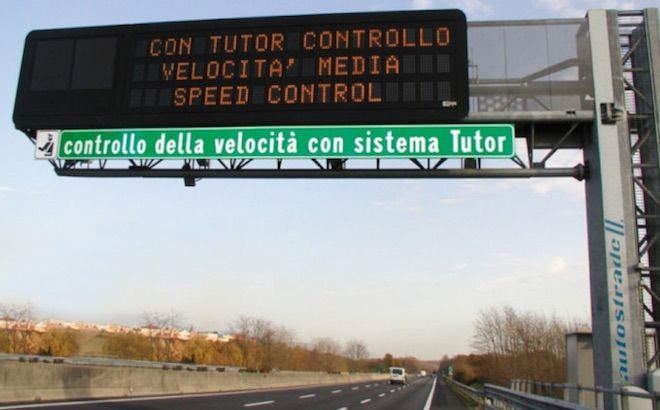 CON TUTOR CONTROLLO
VELOCITA' MEDIA
SPEED CONTROL
controllo della velocità con sistema Tutor
autostrade